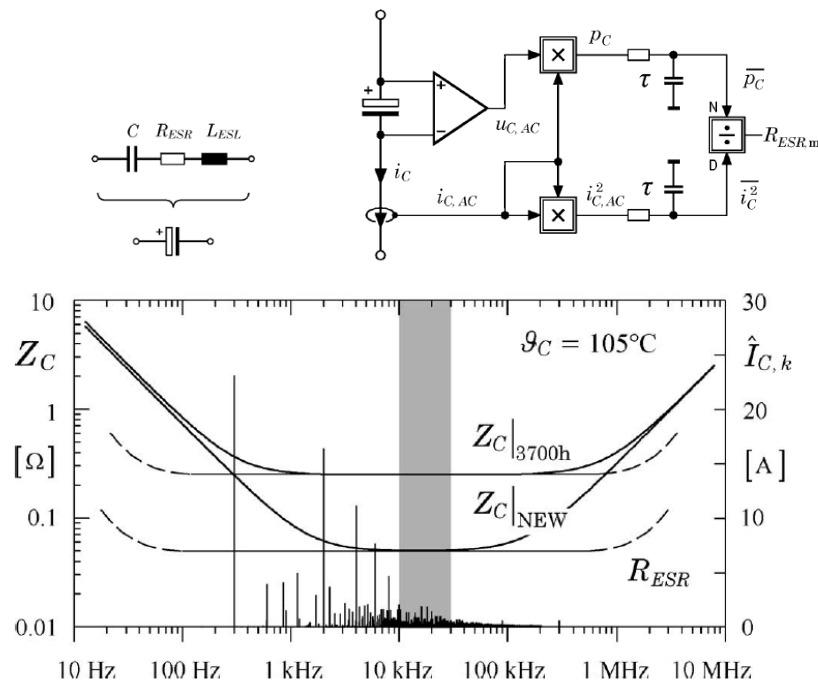 C R_ESR L_ESL
+
+
+
−
i_C
u_C,AC
i_C,AC
×
p_C
τ
p_C
×
i²_C,AC
τ
i²_C
N
÷
D
R_ESR,m
10
Z_C
1
[Ω]
0.1
0.01
ϑ_C = 105°C
Z_C|3700h
Z_C|NEW
R_ESR
30
Î_C,k
20
[A]
10
0
10 Hz 100 Hz 1 kHz 10 kHz 100 kHz 1 MHz 10 MHz